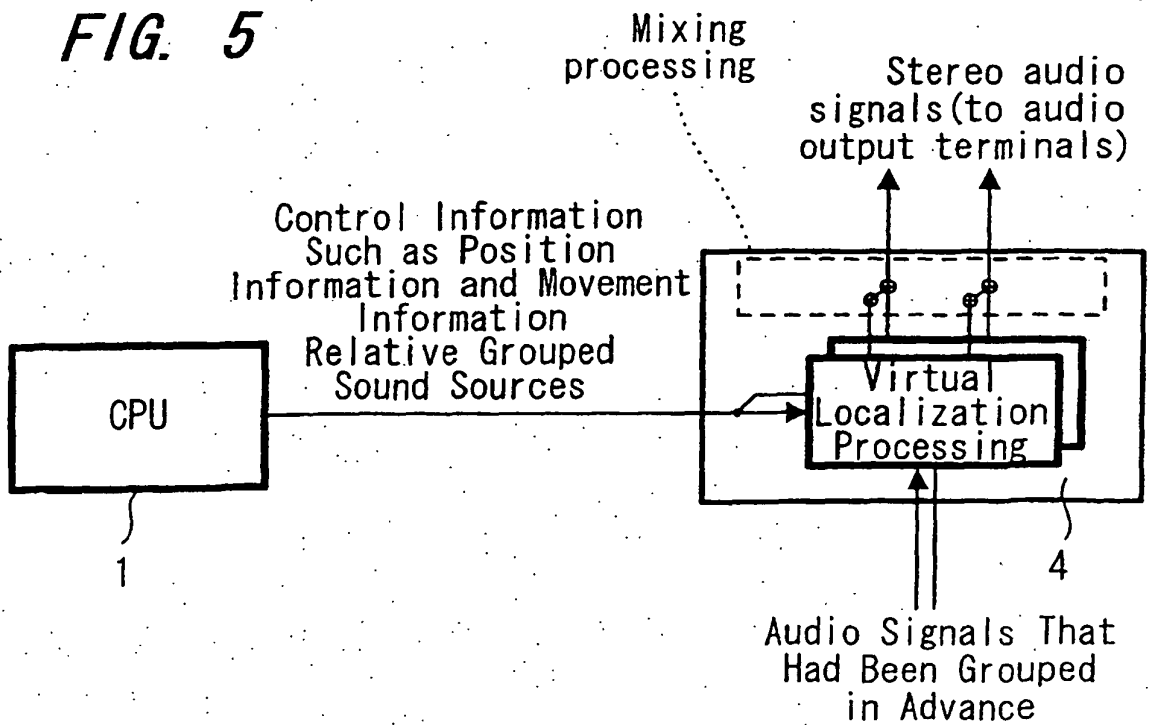 FIG. 5
Mixing
processing
Stereo audio
signals(to audio
output terminals)
Control Information
Such as Position
Information and Movement
Information
Relative Grouped
Sound Sources
CPU
Virtual
Localization
Processing
1
4
Audio Signals That
Had Been Grouped
in Advance